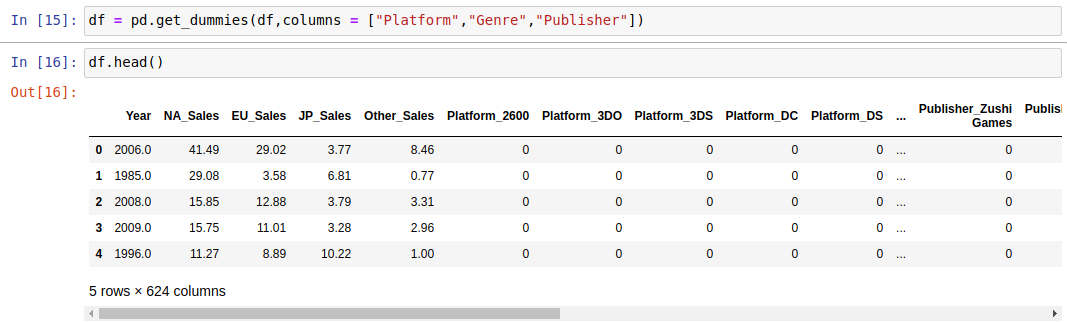 In [15]: df = pd.get_dummies(df,columns = ["Platform","Genre","Publisher"])
In [16]: df.head()
Out[16]:
Year NA_Sales EU_Sales JP_Sales Other_Sales Platform_2600 Platform_3DO Platform_3DS Platform_DC Platform_DS ... Publisher_Zushi Games
0 2006.0 41.49 29.02 3.77 8.46 0 0 0 0 0 ... 0
1 1985.0 29.08 3.58 6.81 0.77 0 0 0 0 0 ... 0
2 2008.0 15.85 12.88 3.79 3.31 0 0 0 0 0 ... 0
3 2009.0 15.75 11.01 3.28 2.96 0 0 0 0 0 ... 0
4 1996.0 11.27 8.89 10.22 1.00 0 0 0 0 0 ... 0
5 rows × 624 columns